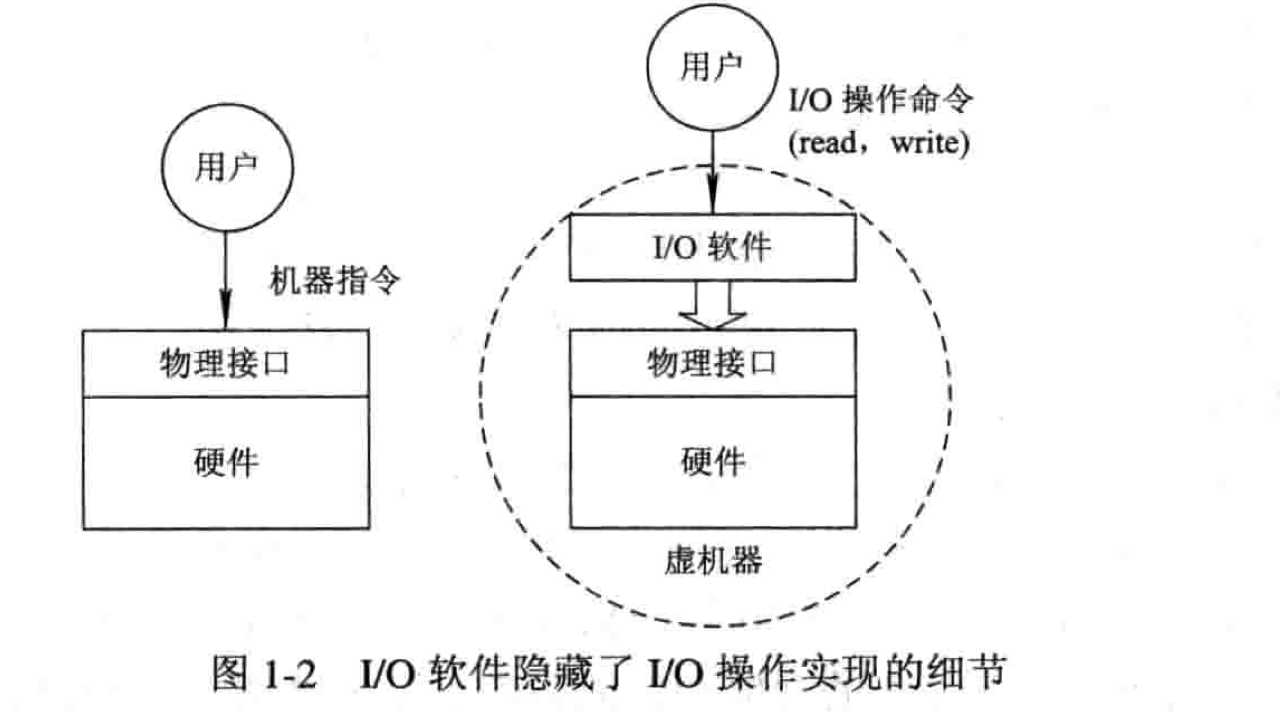 用户
机器指令
物理接口
硬件
用户
I/O 操作命令
(read，write)
I/O 软件
物理接口
硬件
虚机器
图 1-2　I/O 软件隐藏了 I/O 操作实现的细节